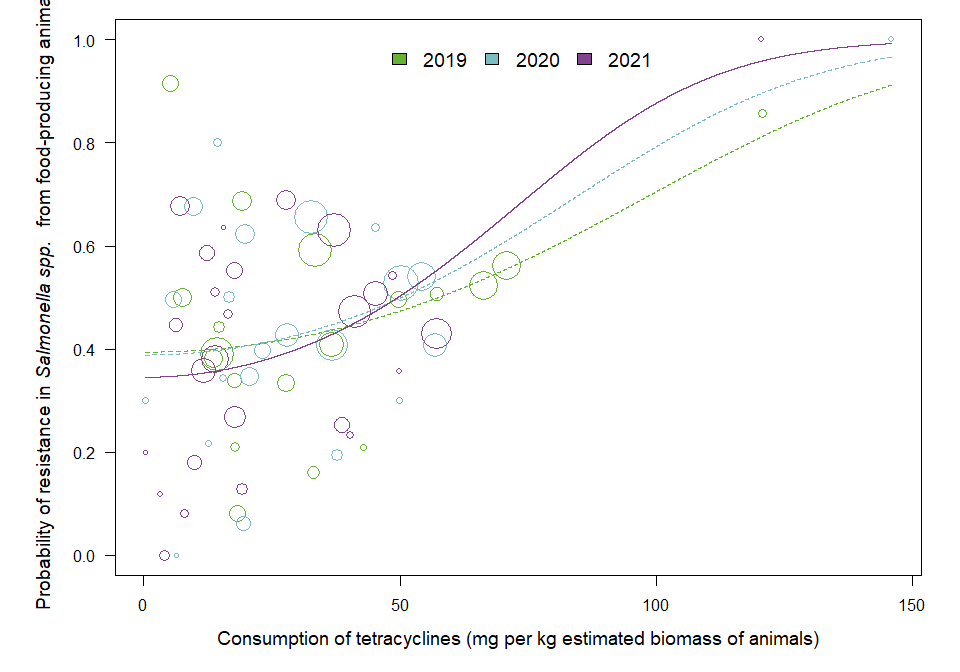 Probability of resistance in Salmonella spp. from food-producing anima
1.0
0.8
0.6
0.4
0.2
0.0
2019 2020 2021
0 50 100 150
Consumption of tetracyclines (mg per kg estimated biomass of animals)